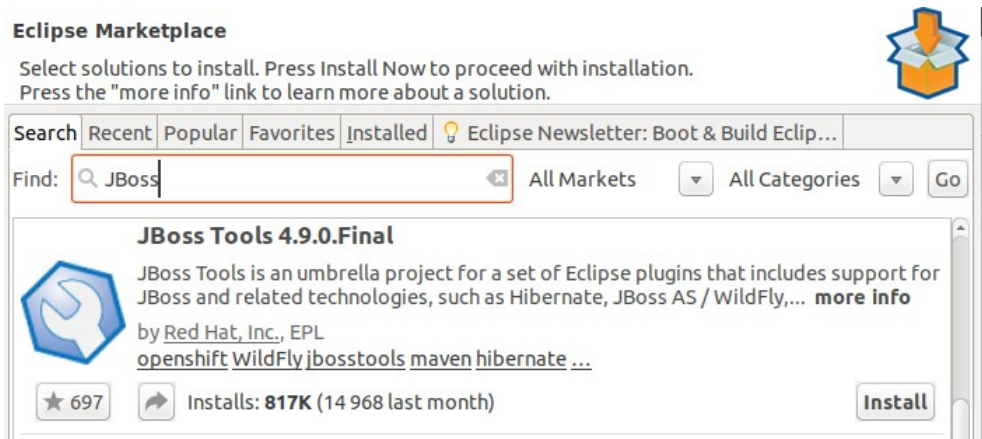 Eclipse Marketplace
Select solutions to install. Press Install Now to proceed with installation.
Press the "more info" link to learn more about a solution.
Search Recent Popular Favorites Installed Eclipse Newsletter: Boot & Build Eclip...
Find: JBoss All Markets All Categories Go
JBoss Tools 4.9.0.Final
JBoss Tools is an umbrella project for a set of Eclipse plugins that includes support for
JBoss and related technologies, such as Hibernate, JBoss AS / WildFly,... more info
by Red Hat, Inc., EPL
openshift WildFly jbosstools maven hibernate ...
697 Installs: 817K (14 968 last month) Install